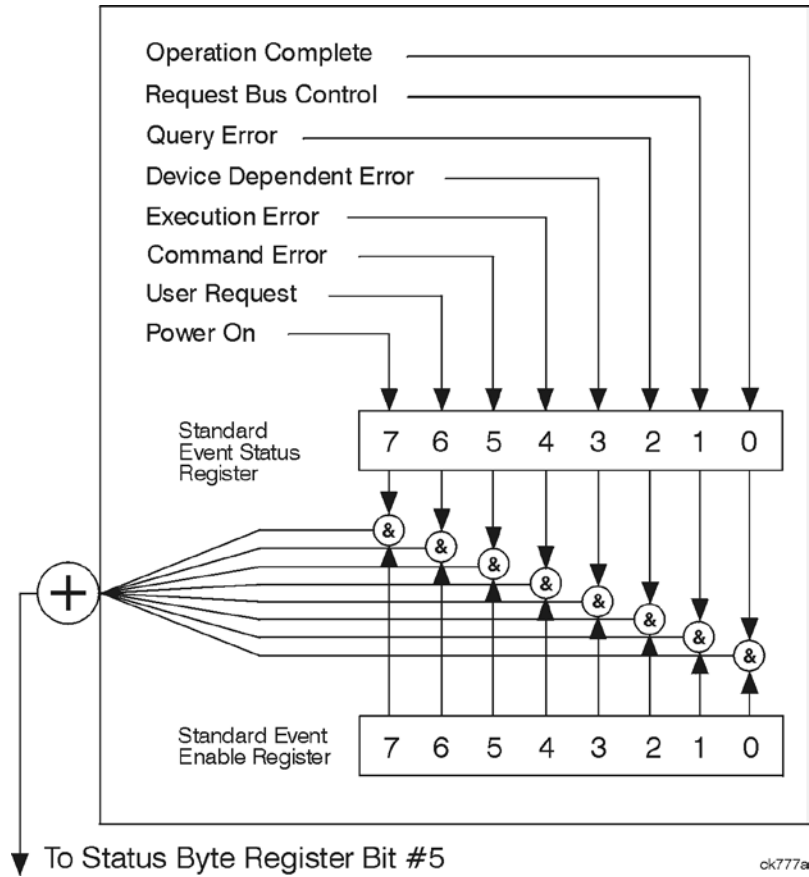 Operation Complete
Request Bus Control
Query Error
Device Dependent Error
Execution Error
Command Error
User Request
Power On
Standard
Event Status
Register
7 6 5 4 3 2 1 0
&
&
&
&
&
&
&
&
+
Standard Event
Enable Register
7 6 5 4 3 2 1 0
To Status Byte Register Bit #5
ck777a